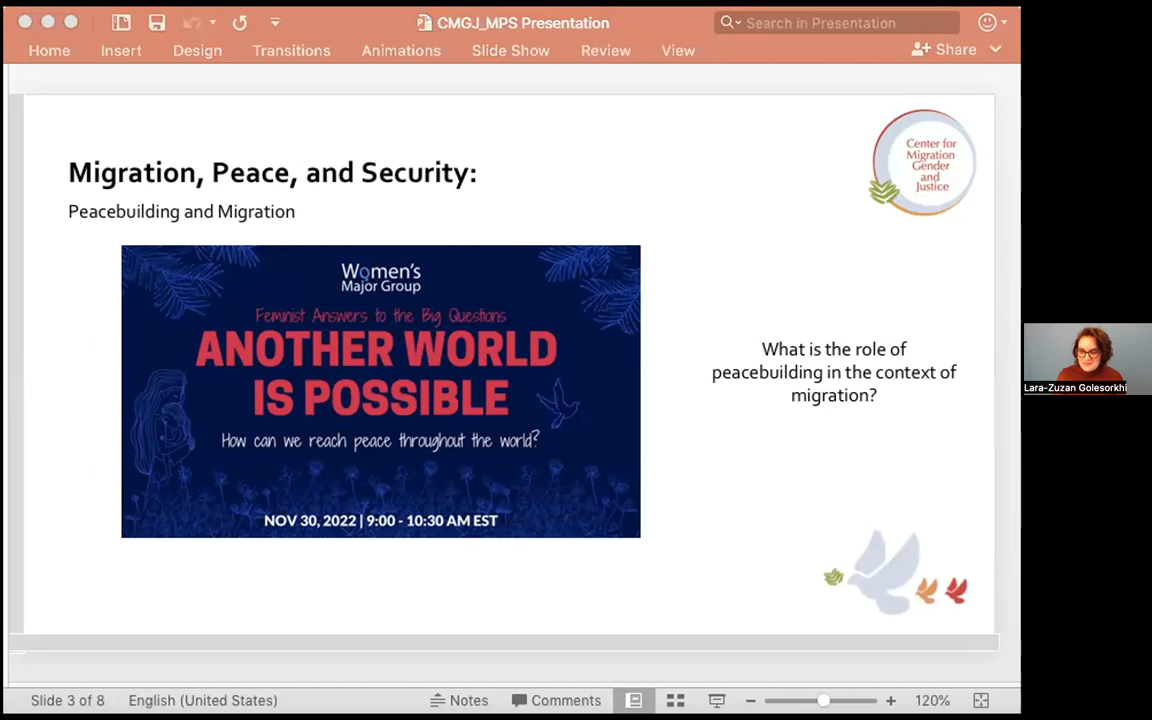 CMGJ_MPS Presentation
Search in Presentation
Home Insert Design Transitions Animations Slide Show Review View Share
Center for
Migration
Gender
and
Justice
Migration, Peace, and Security:
Peacebuilding and Migration
Women's
Major Group
Feminist Answers to the Big Questions
ANOTHER WORLD
IS POSSIBLE
How can we reach peace throughout the world?
NOV 30, 2022 | 9:00 - 10:30 AM EST
What is the role of
peacebuilding in the context of
migration?
Lara-Zuzan Golesorkhi
Slide 3 of 8 English (United States) Notes Comments 120%